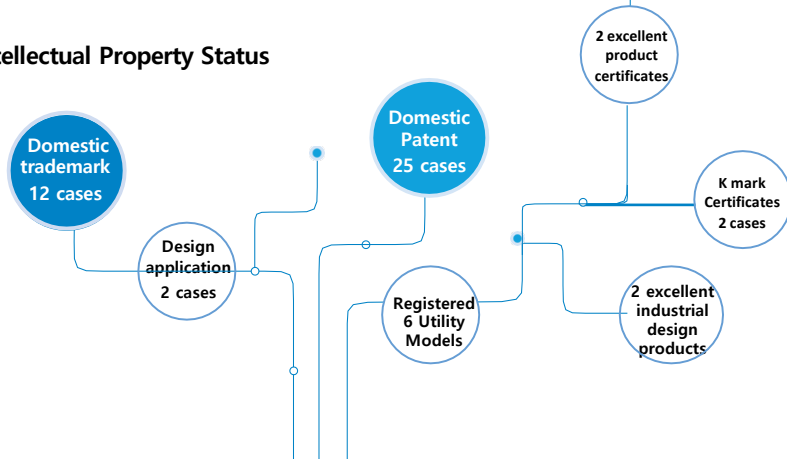 tellectual Property Status
2 excellent
product
certificates
Domestic
trademark
12 cases
Domestic
Patent
25 cases
K mark
Certificates
2 cases
Design
application
2 cases
Registered
6 Utility
Models
2 excellent
industrial
design
products